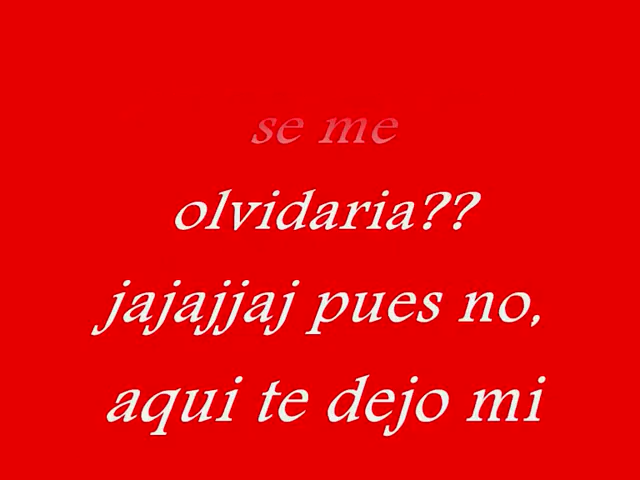 se me
olvidaria??
jajajjaj pues no,
aqui te dejo mi